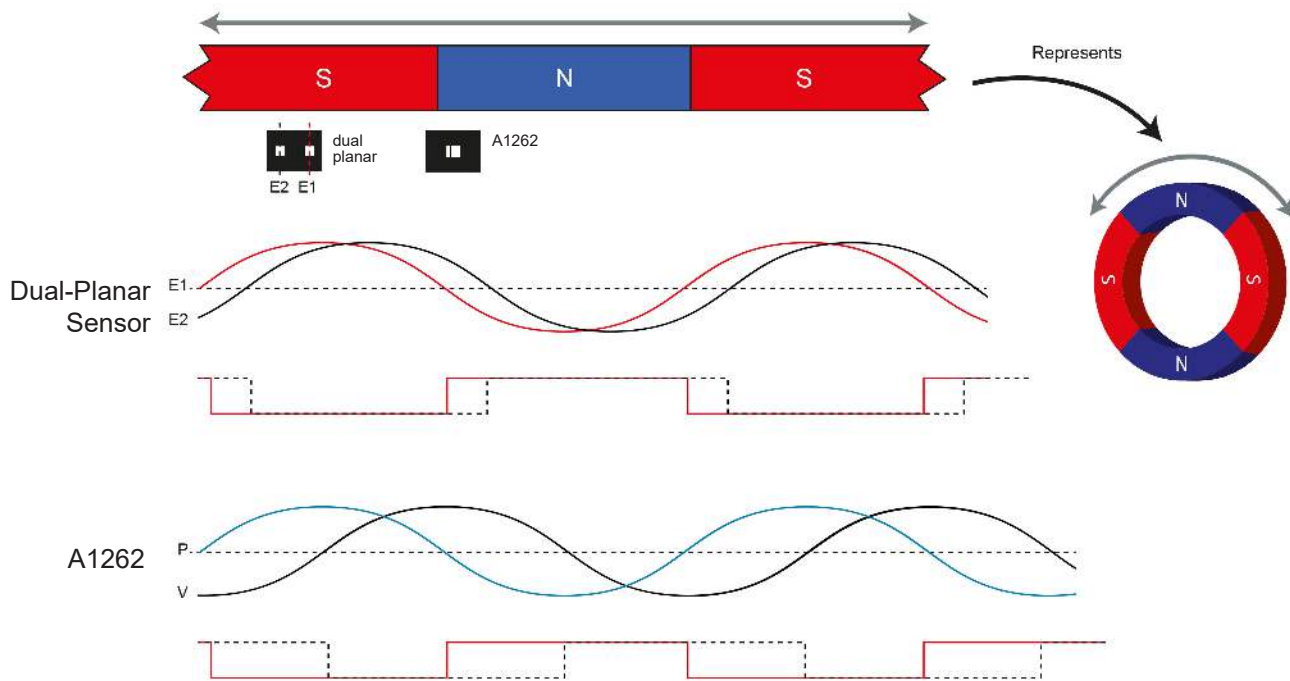 S N S
Represents
dual
planar
A1262
E2 E1
N
S S
N
Dual-Planar
Sensor
E1
E2
A1262
P
V